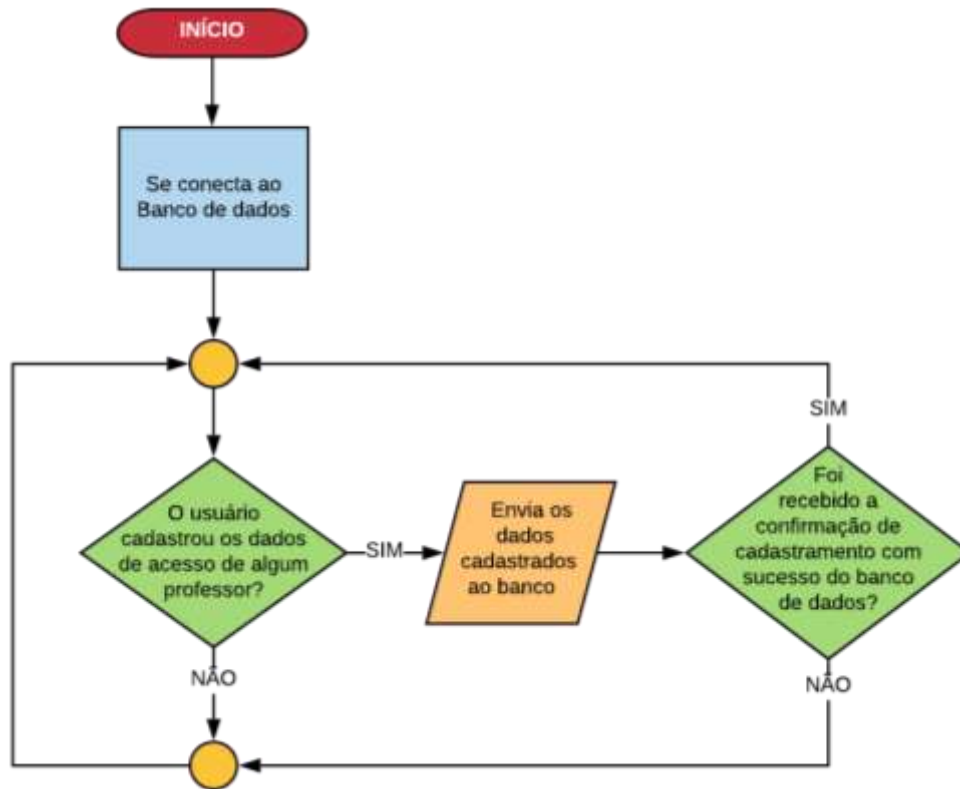 INÍCIO
Se conecta ao
Banco de dados
SIM
O usuário
cadastrou os dados
de acesso de algum
professor?
SIM
Envia os
dados
cadastrados
ao banco
Foi
recebido a
confirmação de
cadastramento com
sucesso do banco
de dados?
NÃO
NÃO